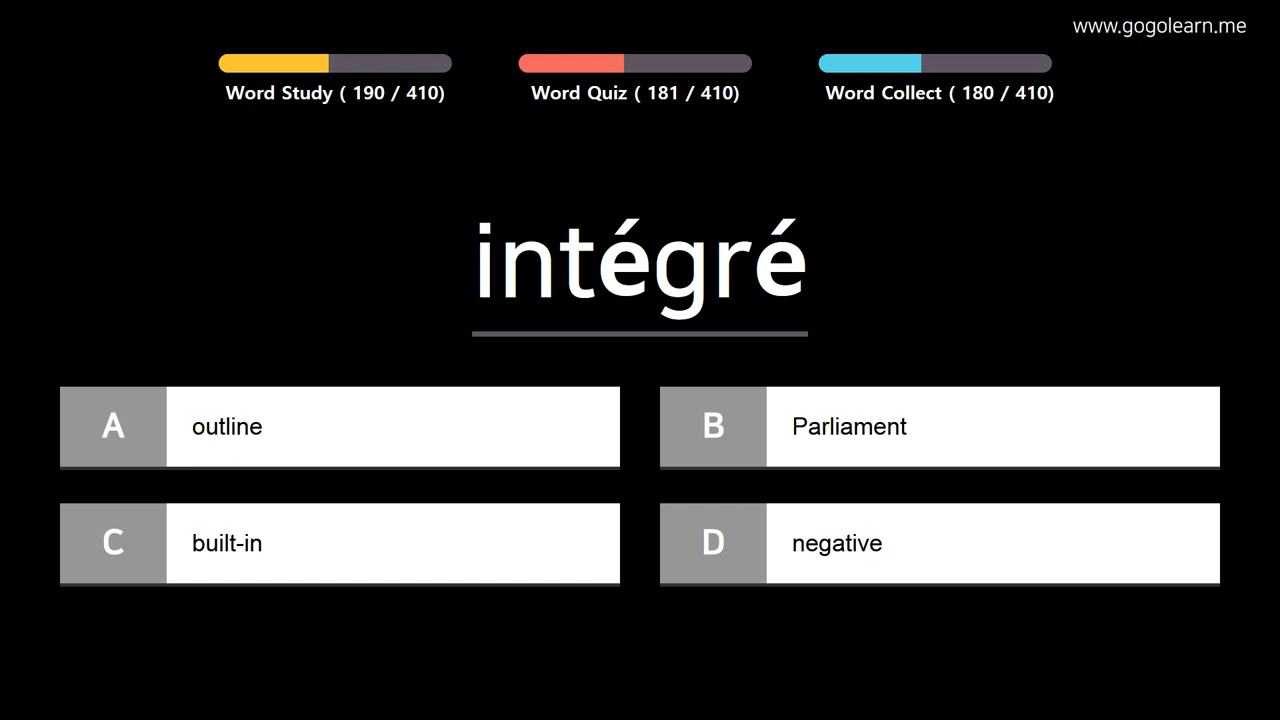 www.gogolearn.me
Word Study ( 190 / 410)
Word Quiz ( 181 / 410)
Word Collect ( 180 / 410)
intégré
A outline
B Parliament
C built-in
D negative